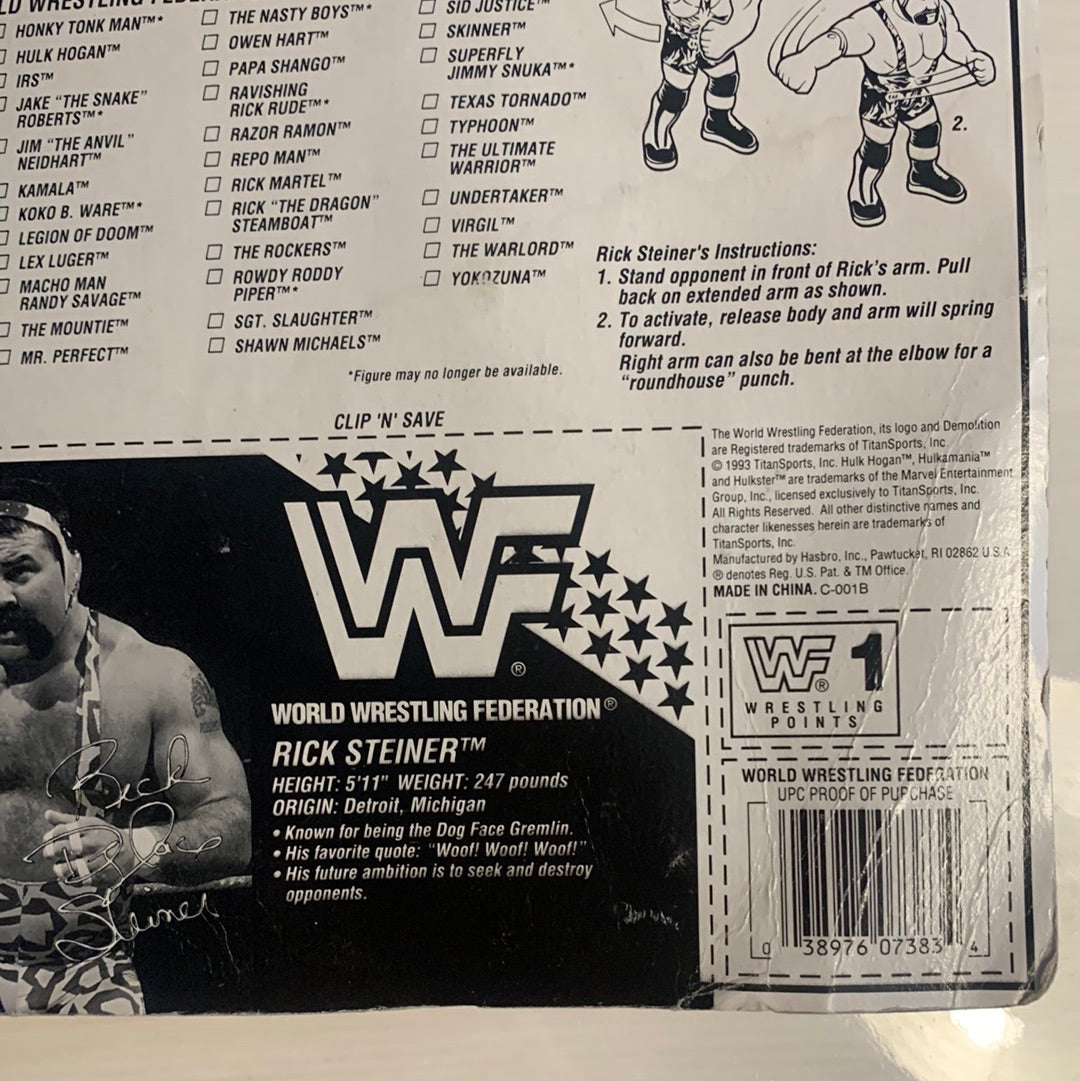 HONKY TONK MAN™*
HULK HOGAN™
IRS™
JAKE "THE SNAKE"
ROBERTS™*
JIM "THE ANVIL"
NEIDHART™
KAMALA™
KOKO B. WARE™*
LEGION OF DOOM™
LEX LUGER™
MACHO MAN
RANDY SAVAGE™
THE MOUNTIE™
MR. PERFECT™
THE NASTY BOYS™*
OWEN HART™
PAPA SHANGO™
RAVISHING
RICK RUDE™*
RAZOR RAMON™
REPO MAN™
RICK MARTEL™
RICK "THE DRAGON"
STEAMBOAT™
THE ROCKERS™
ROWDY RODDY
PIPER™*
SGT. SLAUGHTER™
SHAWN MICHAELS™
SID JUSTICE™
SKINNER™
SUPERFLY
JIMMY SNUKA™*
TEXAS TORNADO™
TYPHOON™
THE ULTIMATE
WARRIOR™
UNDERTAKER™
VIRGIL™
THE WARLORD™
YOKOZUNA™
*Figure may no longer be available.
2.
Rick Steiner's Instructions:
1. Stand opponent in front of Rick's arm. Pull
back on extended arm as shown.
2. To activate, release body and arm will spring
forward.
Right arm can also be bent at the elbow for a
"roundhouse" punch.
CLIP 'N' SAVE
WF®
WORLD WRESTLING FEDERATION®
RICK STEINER™
HEIGHT: 5'11" WEIGHT: 247 pounds
ORIGIN: Detroit, Michigan
• Known for being the Dog Face Gremlin.
• His favorite quote: "Woof! Woof! Woof!"
• His future ambition is to seek and destroy
opponents.
Rick
Steiner
The World Wrestling Federation, its logo and Demolition
are Registered trademarks of TitanSports, Inc.
© 1993 TitanSports, Inc. Hulk Hogan™, Hulkamania™
and Hulkster™ are trademarks of the Marvel Entertainment
Group, Inc., licensed exclusively to TitanSports, Inc.
All Rights Reserved. All other distinctive names and
character likenesses herein are trademarks of
TitanSports, Inc.
Manufactured by Hasbro, Inc., Pawtucket, RI 02862 U.S.A.
® denotes Reg. U.S. Pat. & TM Office.
MADE IN CHINA. C-001B
WF® 1
WRESTLING
POINTS
WORLD WRESTLING FEDERATION
UPC PROOF OF PURCHASE
0 38976 07383 4